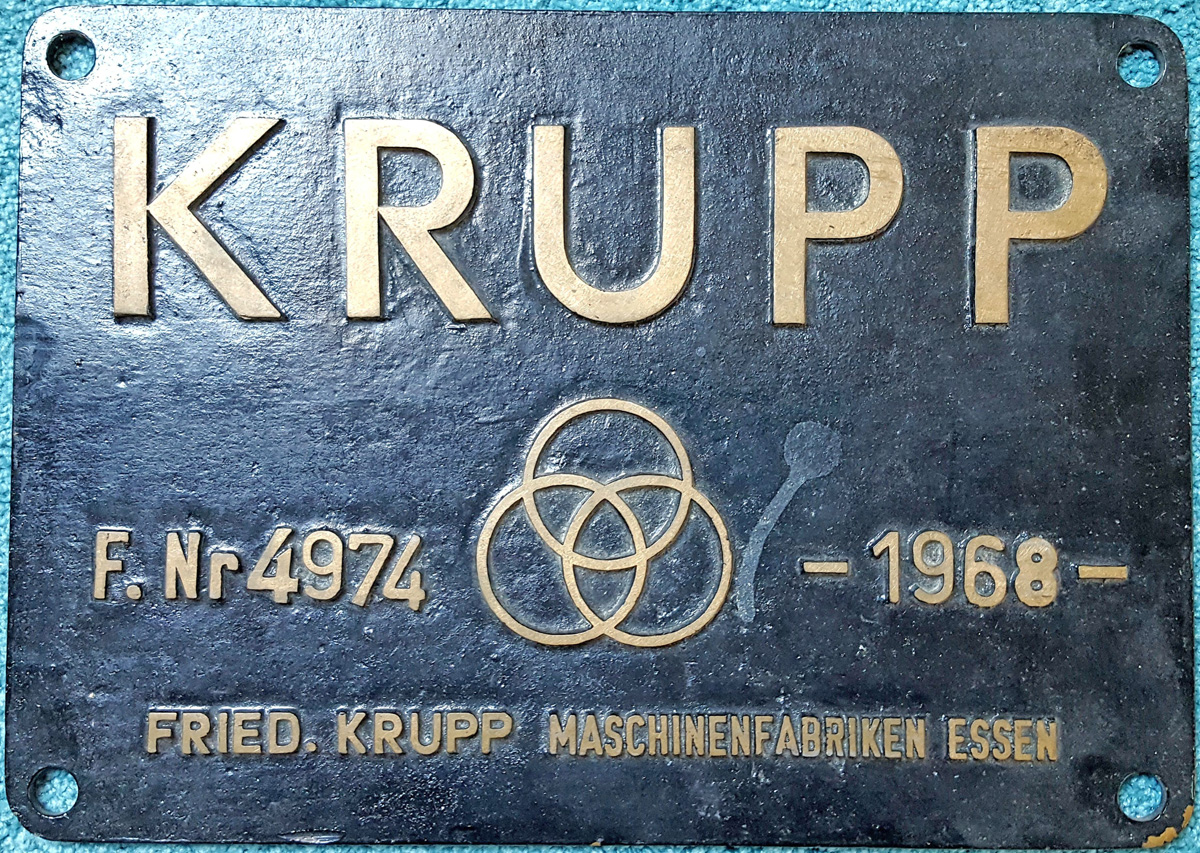 KRUPP
F. Nr 4974 - 1968 -
FRIED. KRUPP MASCHINENFABRIKEN ESSEN